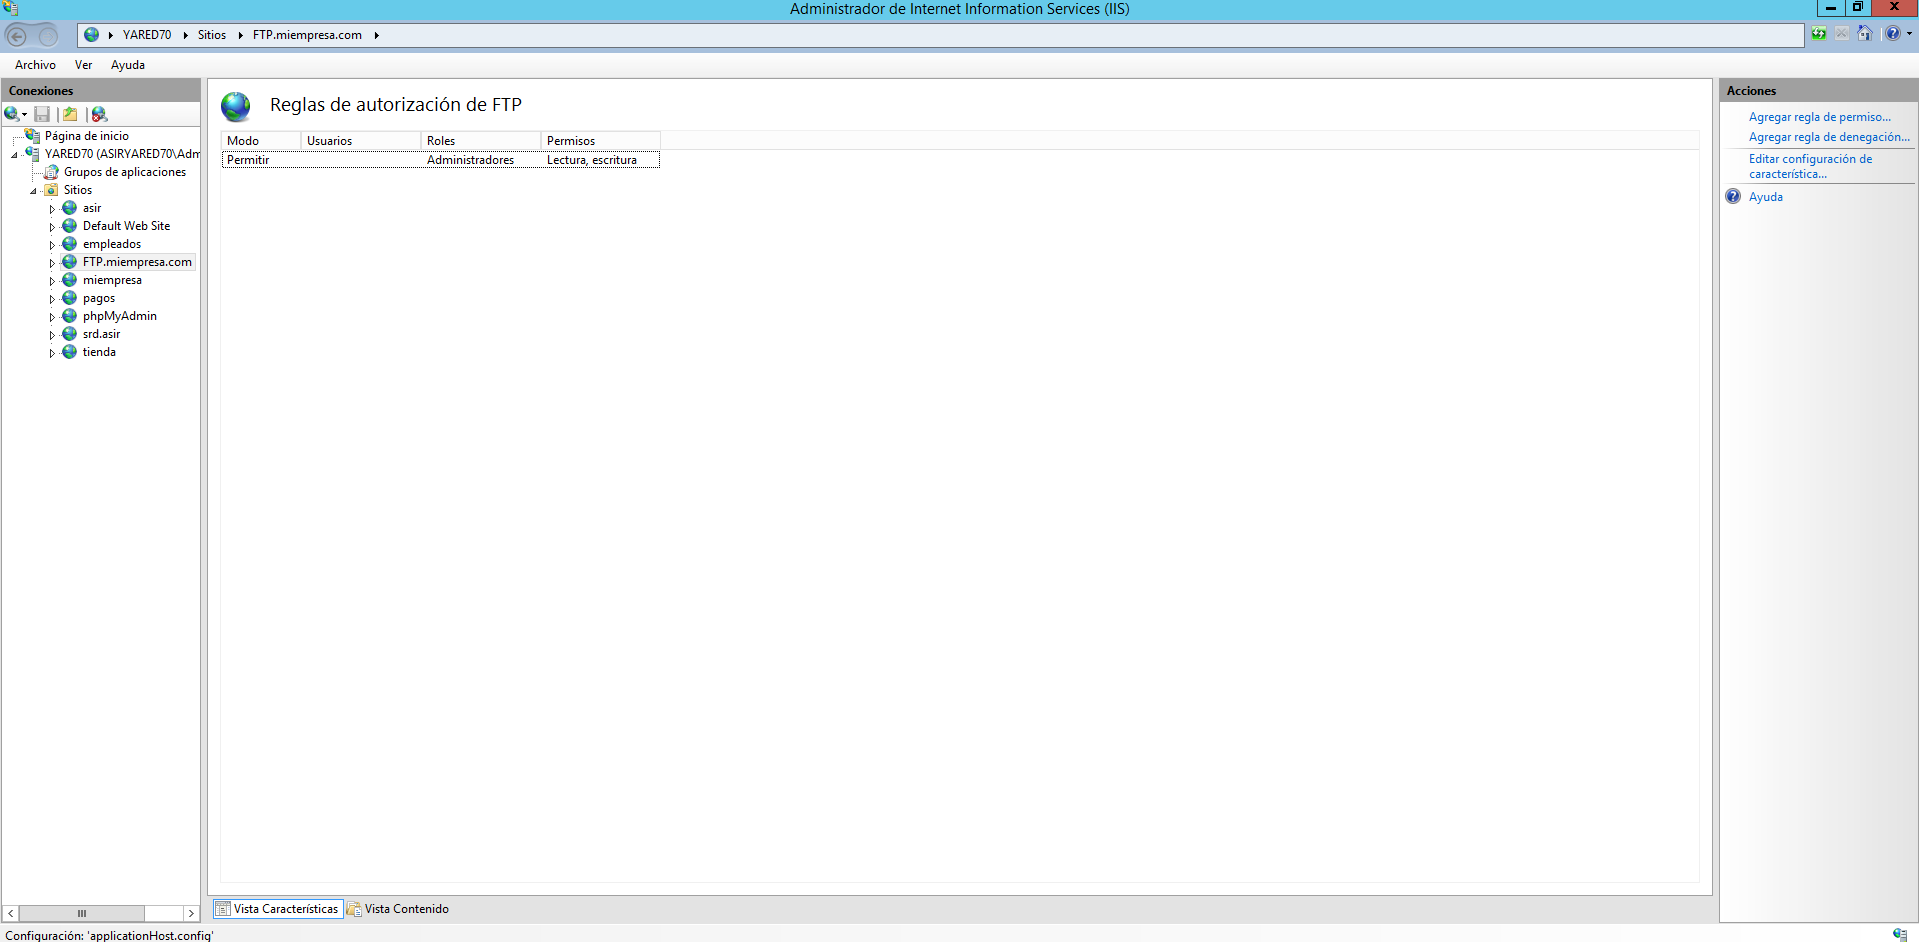 Administrador de Internet Information Services (IIS)
YARED70
Sitios
FTP.miempresa.com
Archivo
Ver
Ayuda
Conexiones
Página de inicio
YARED70 (ASIRYARED70\Adm
Grupos de aplicaciones
Sitios
asir
Default Web Site
empleados
FTP.miempresa.com
miempresa
pagos
phpMyAdmin
srd.asir
tienda
Reglas de autorización de FTP
Modo Usuarios Roles Permisos
Permitir Administradores Lectura, escritura
Vista Características
Vista Contenido
Acciones
Agregar regla de permiso...
Agregar regla de denegación...
Editar configuración de
característica...
Ayuda
Configuración: 'applicationHost.config'